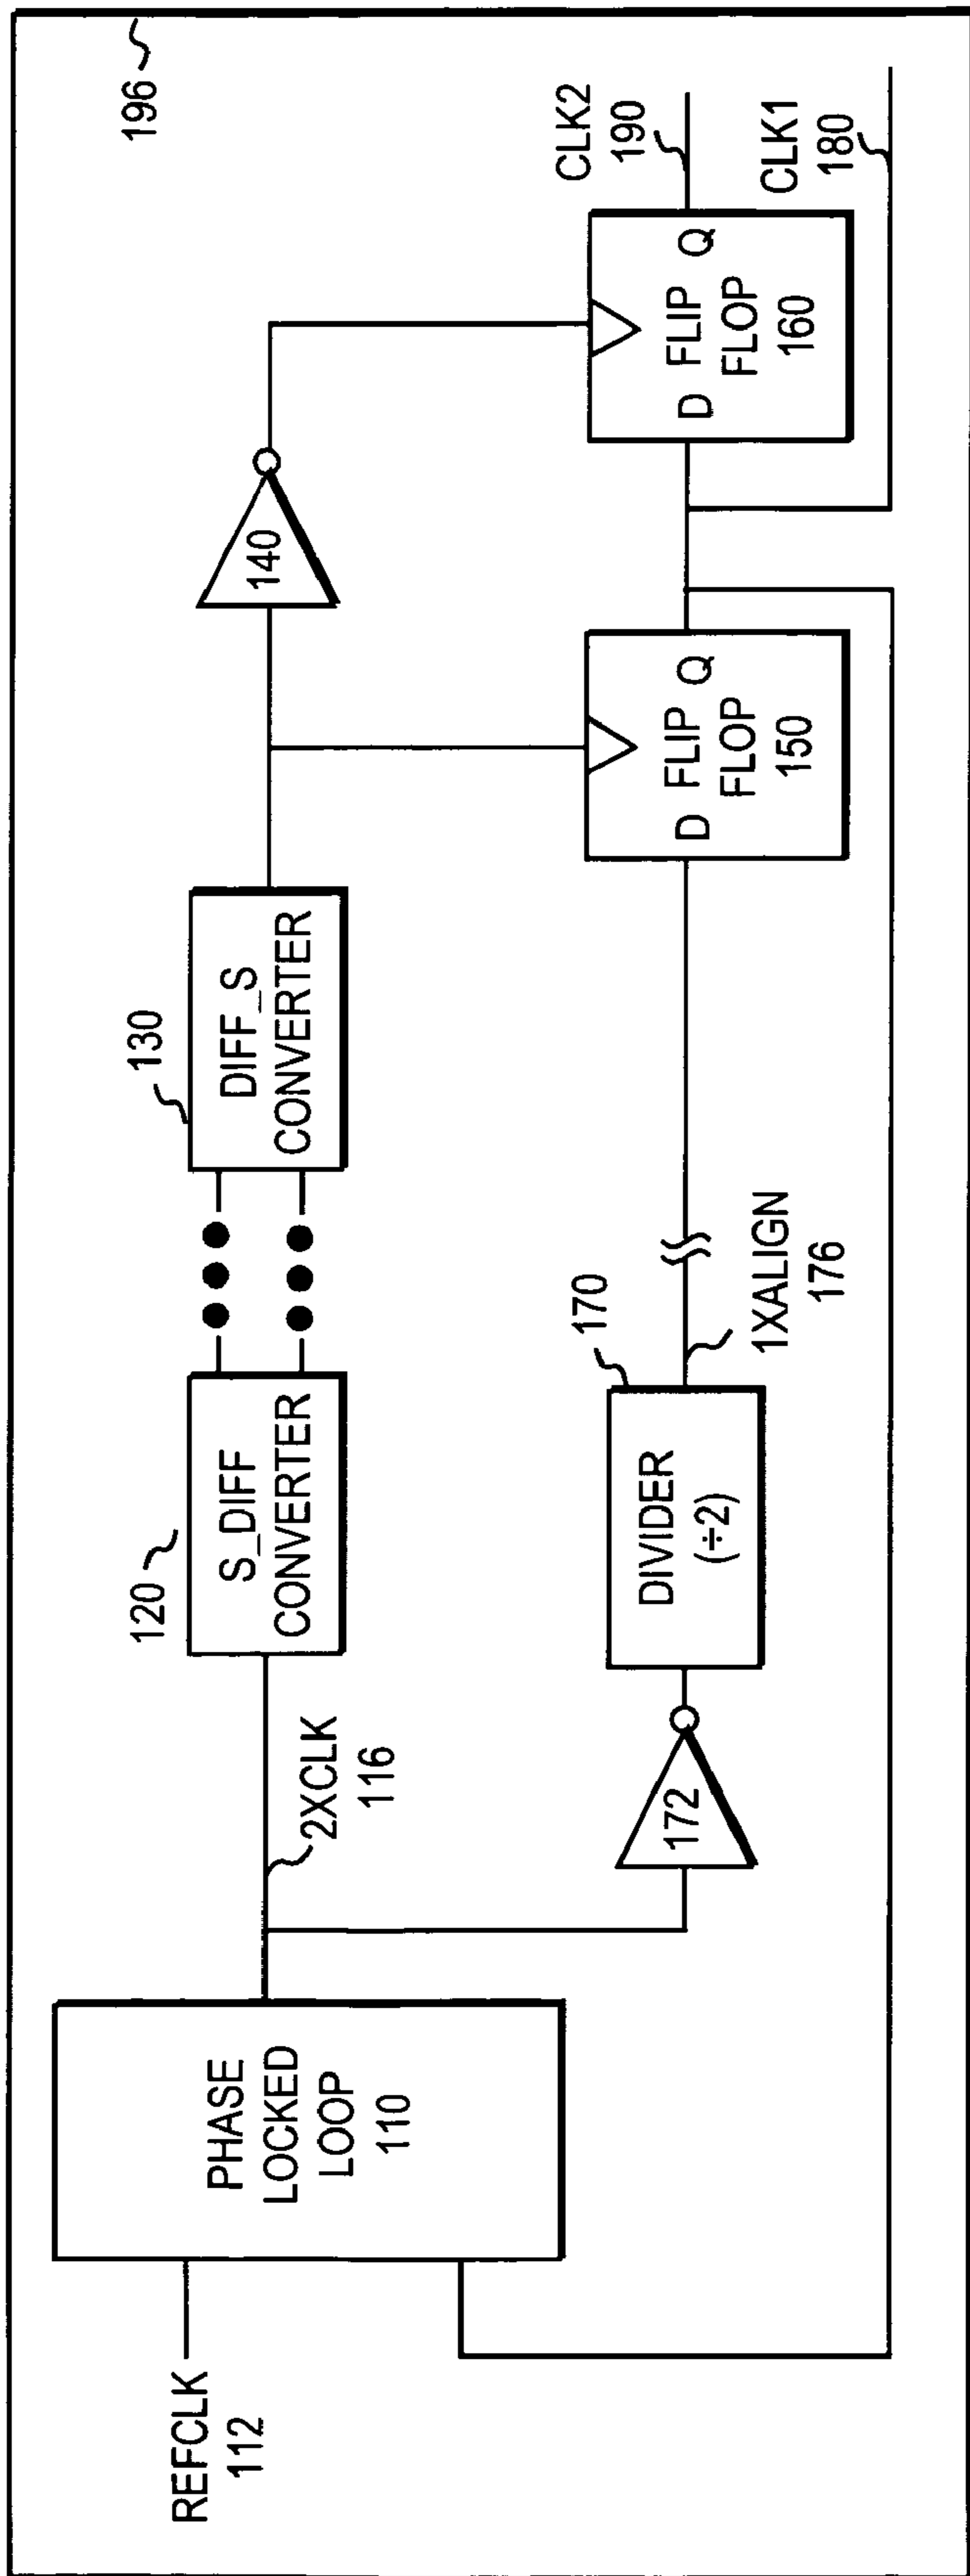 196
120
S_DIFF
CONVERTER
130
DIFF_S
CONVERTER
140
PHASE
LOCKED
LOOP
110
REFCLK
112
2XCLK
116
172
DIVIDER
(÷2)
170
1XALIGN
176
D FLIP Q
FLOP
150
D FLIP Q
FLOP
160
CLK2
190
CLK1
180